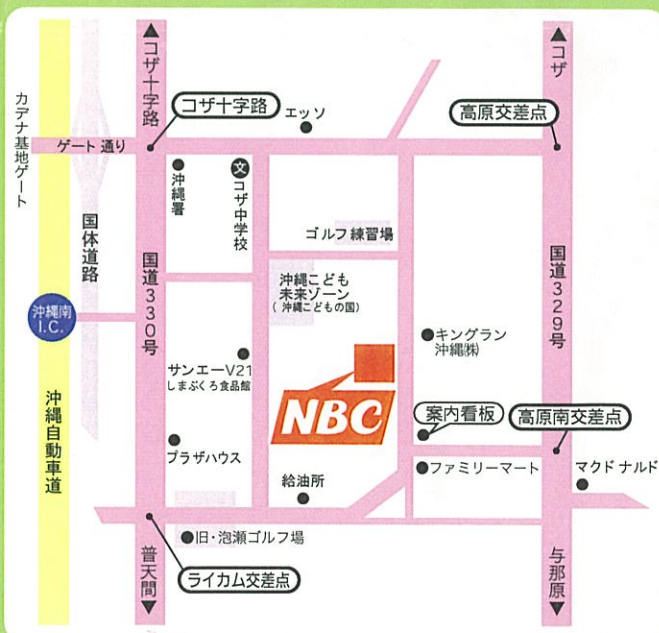 ▲コザ十字路
▲コザ
コザ十字路
エッソ
高原交差点
カデナ基地ゲート
ゲート通り
沖縄署
文
コザ中学校
国体道路
国道330号
ゴルフ練習場
国道329号
沖縄こども
未来ゾーン
(沖縄こどもの国)
沖縄南
I.C.
キングラン
沖縄㈱
サンエーV21
しまぶくろ食品館
NBC
案内看板
高原南交差点
沖縄自動車道
プラザハウス
給油所
ファミリーマート
マクドナルド
旧・泡瀬ゴルフ場
普天間▼
ライカム交差点
与那原▼